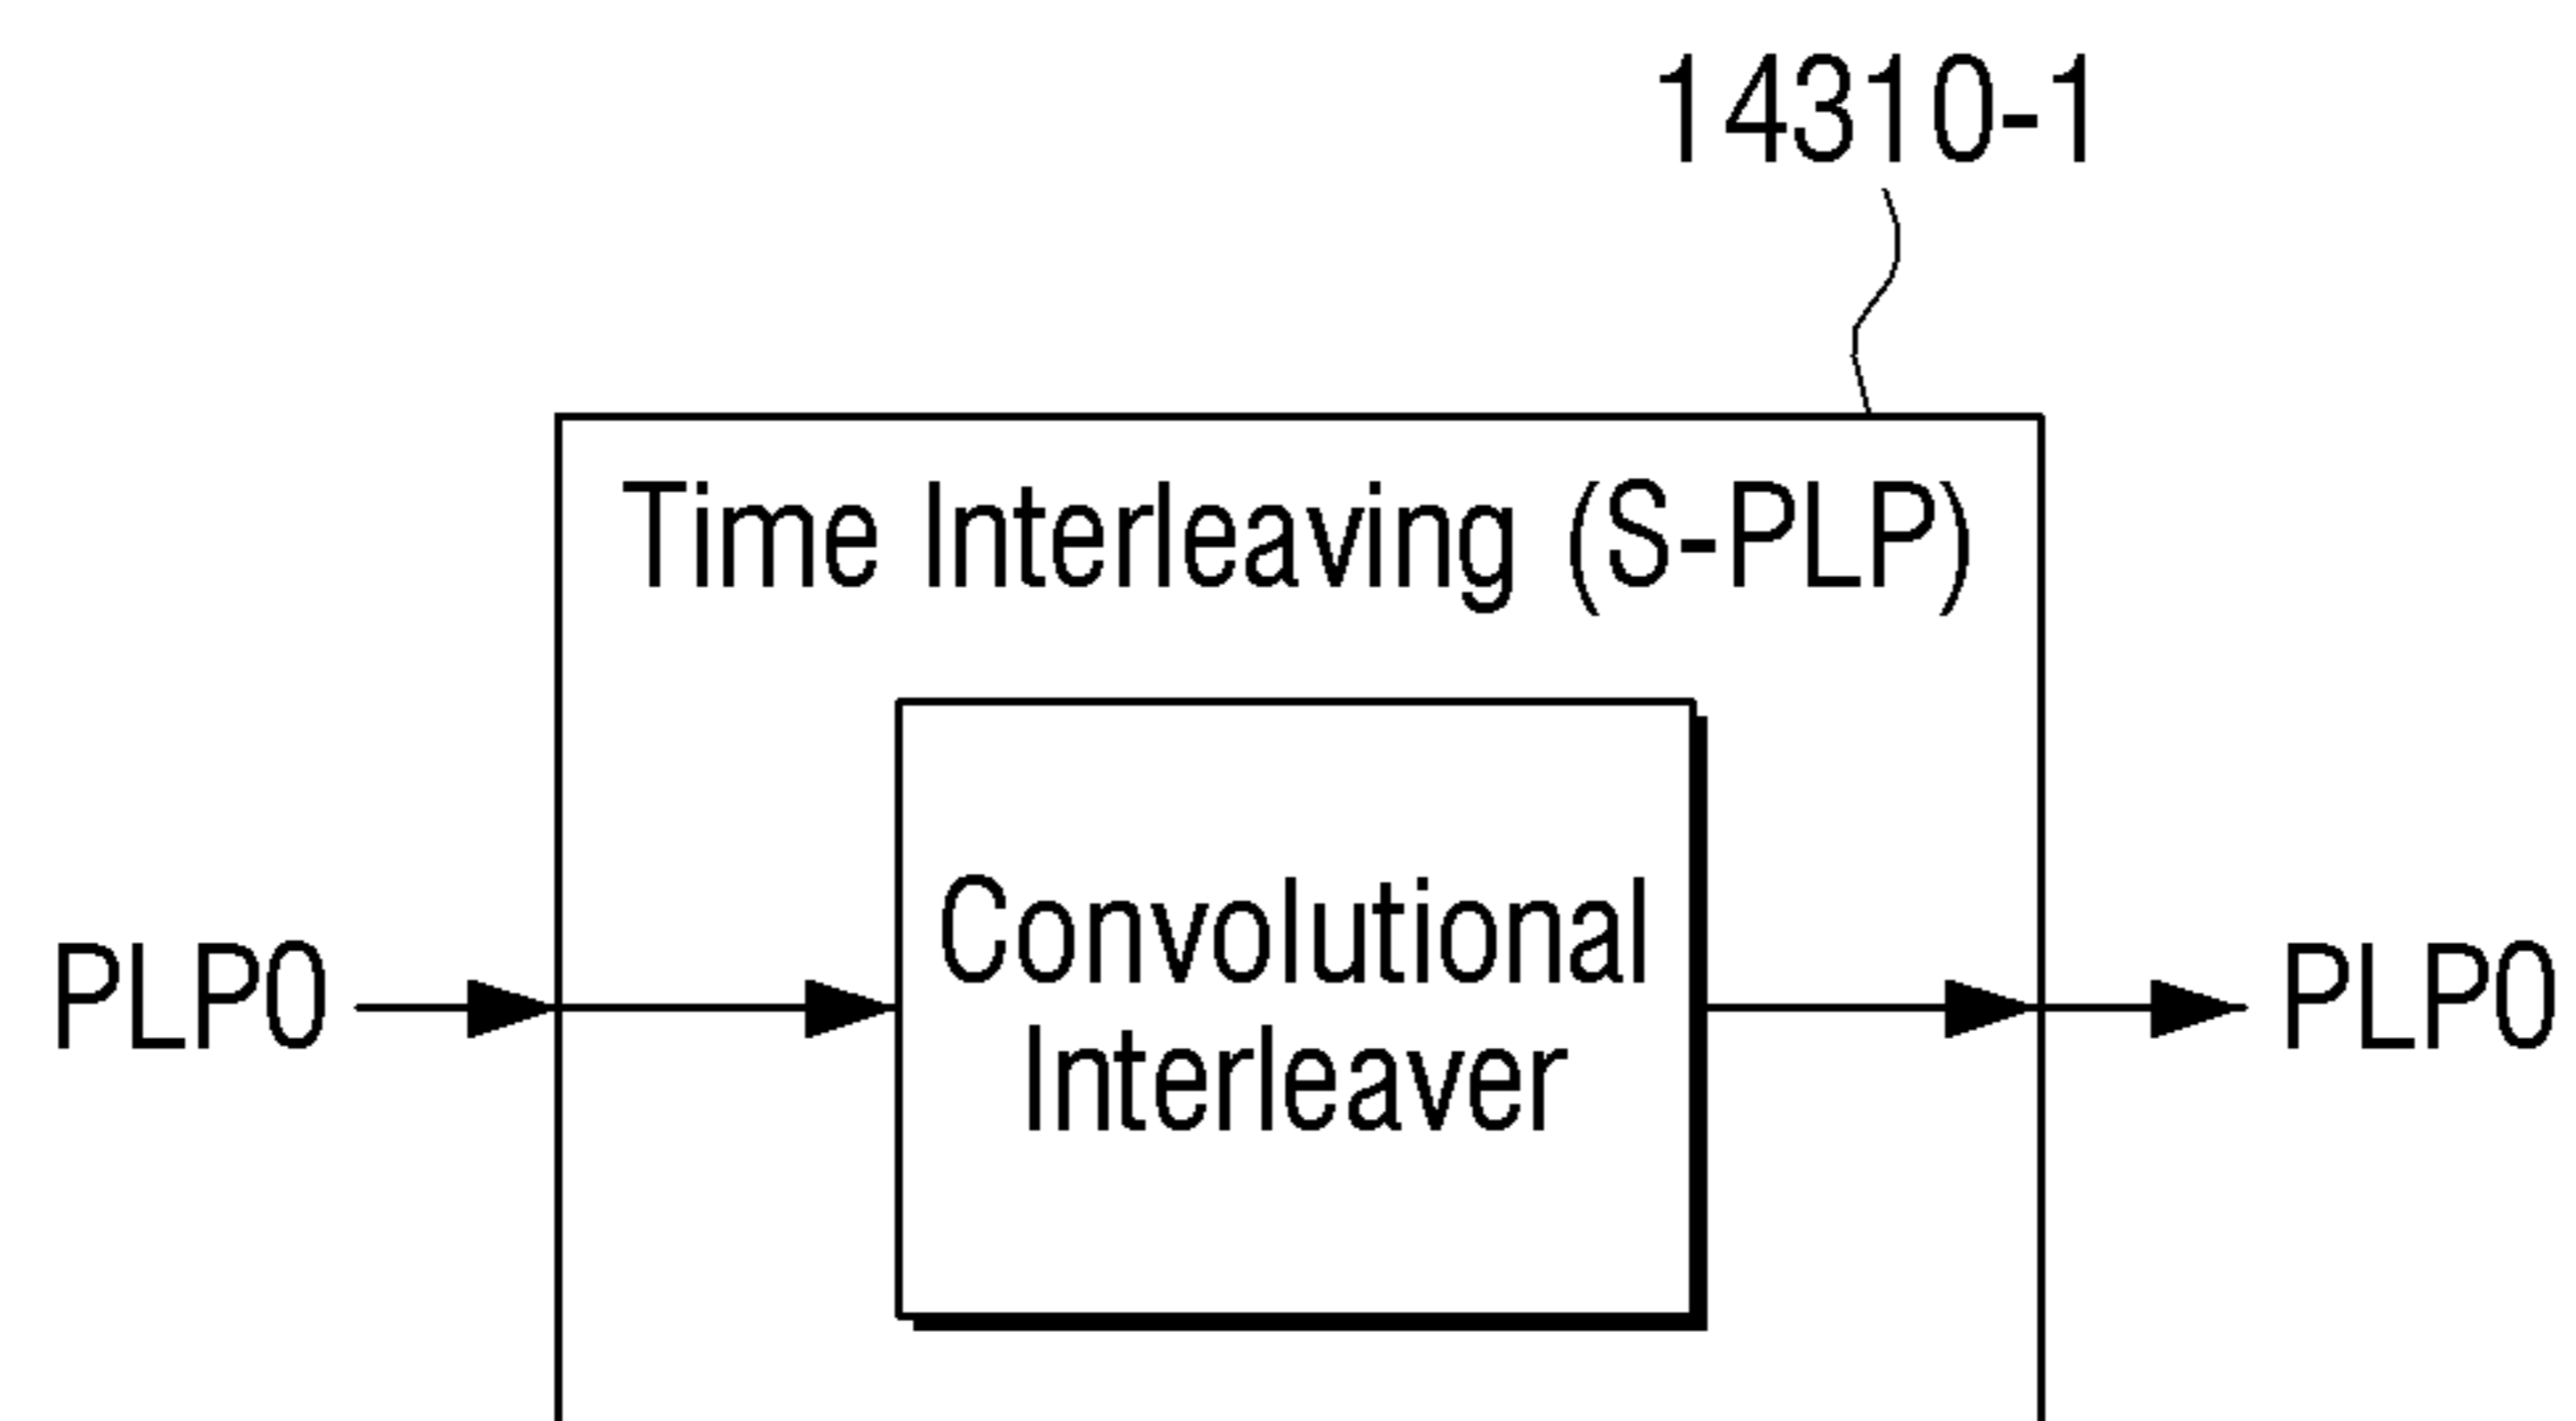 14310-1
Time Interleaving (S-PLP)
PLP0
Convolutional
Interleaver
PLP0